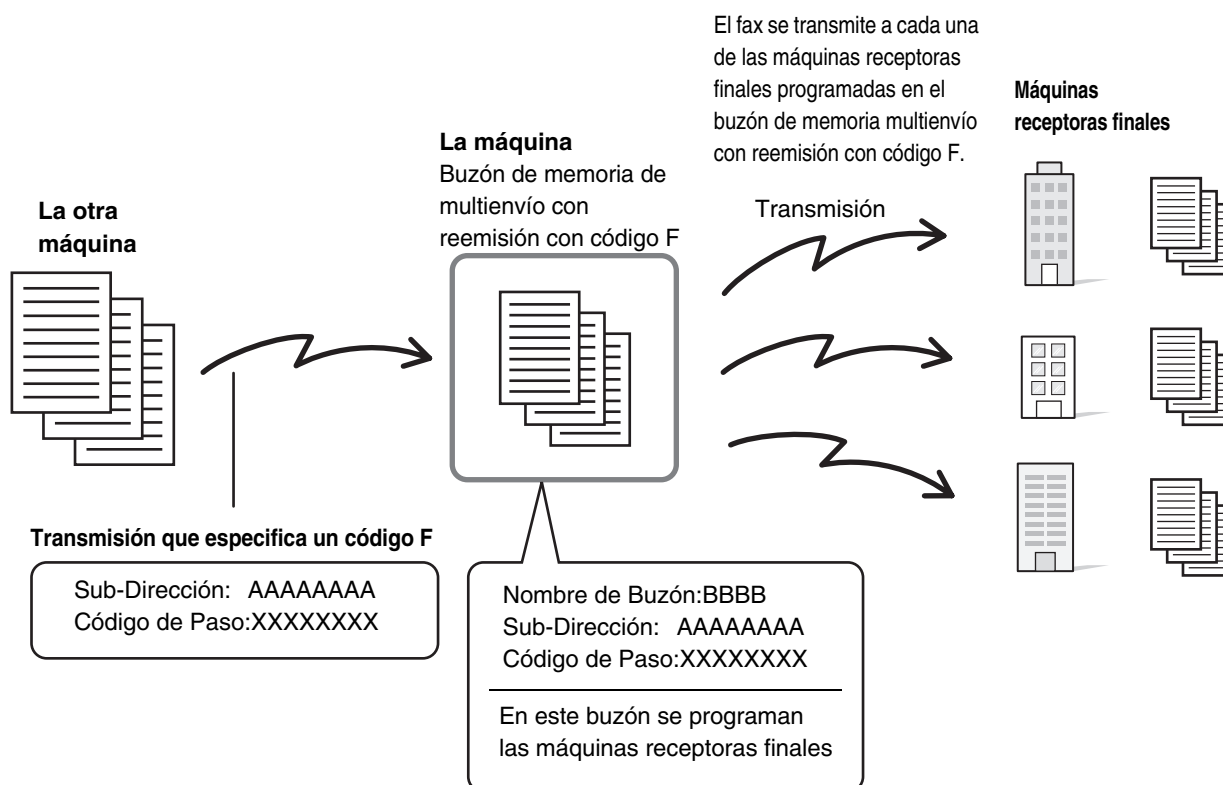 El fax se transmite a cada una
de las máquinas receptoras
finales programadas en el
buzón de memoria multienvío
con reemisión con código F.
Máquinas
receptoras finales
La máquina
Buzón de memoria de
multienvío con
reemisión con código F
La otra
máquina
Transmisión
Transmisión que especifica un código F
Sub-Dirección: AAAAAAAA
Código de Paso:XXXXXXXX
Nombre de Buzón:BBBB
Sub-Dirección: AAAAAAAA
Código de Paso:XXXXXXXX
En este buzón se programan
las máquinas receptoras finales